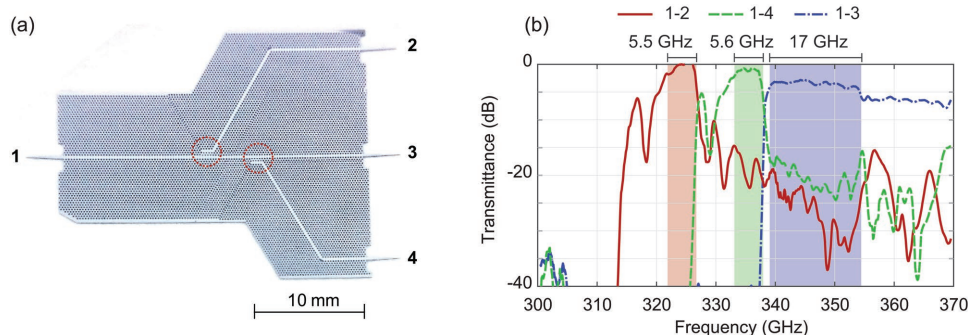 (a)
1
2
3
4
10 mm
(b)
1-2 1-4 1-3
5.5 GHz 5.6 GHz 17 GHz
Transmittance (dB)
0
-20
-40
300 310 320 330 340 350 360 370
Frequency (GHz)